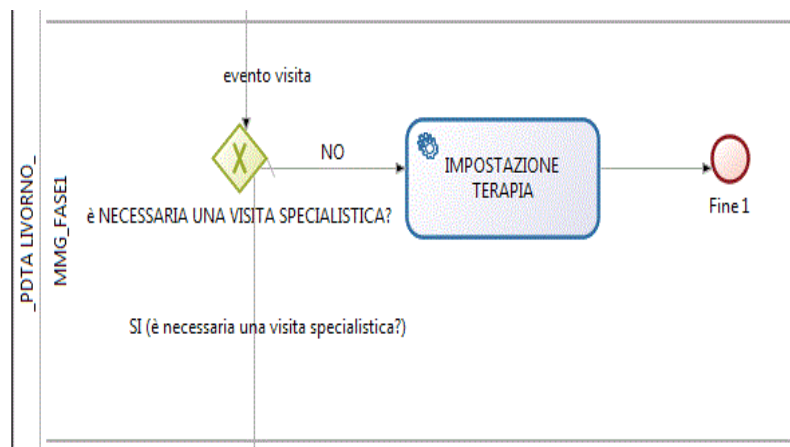 _PDTA LIVORNO_
MMG_FASE1
evento visita
X
NO
è NECESSARIA UNA VISITA SPECIALISTICA?
IMPOSTAZIONE
TERAPIA
Fine 1
SI (è necessaria una visita specialistica?)